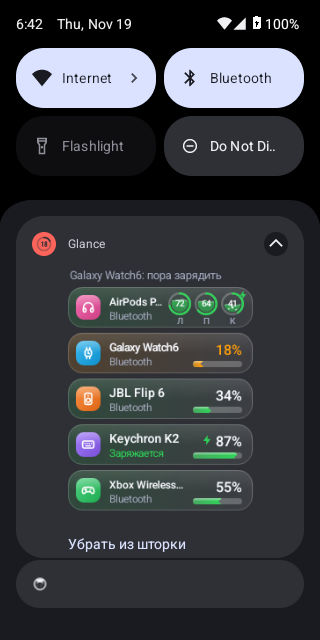 6:42 Thu, Nov 19 100%
Internet
Bluetooth
Flashlight
Do Not Di..
18 Glance
Galaxy Watch6: пора зарядить
AirPods P... 72 64 41
Bluetooth Л П К
Galaxy Watch6 18%
Bluetooth
JBL Flip 6 34%
Bluetooth
Keychron K2 87%
Заряжается
Xbox Wireless... 55%
Bluetooth
Убрать из шторки